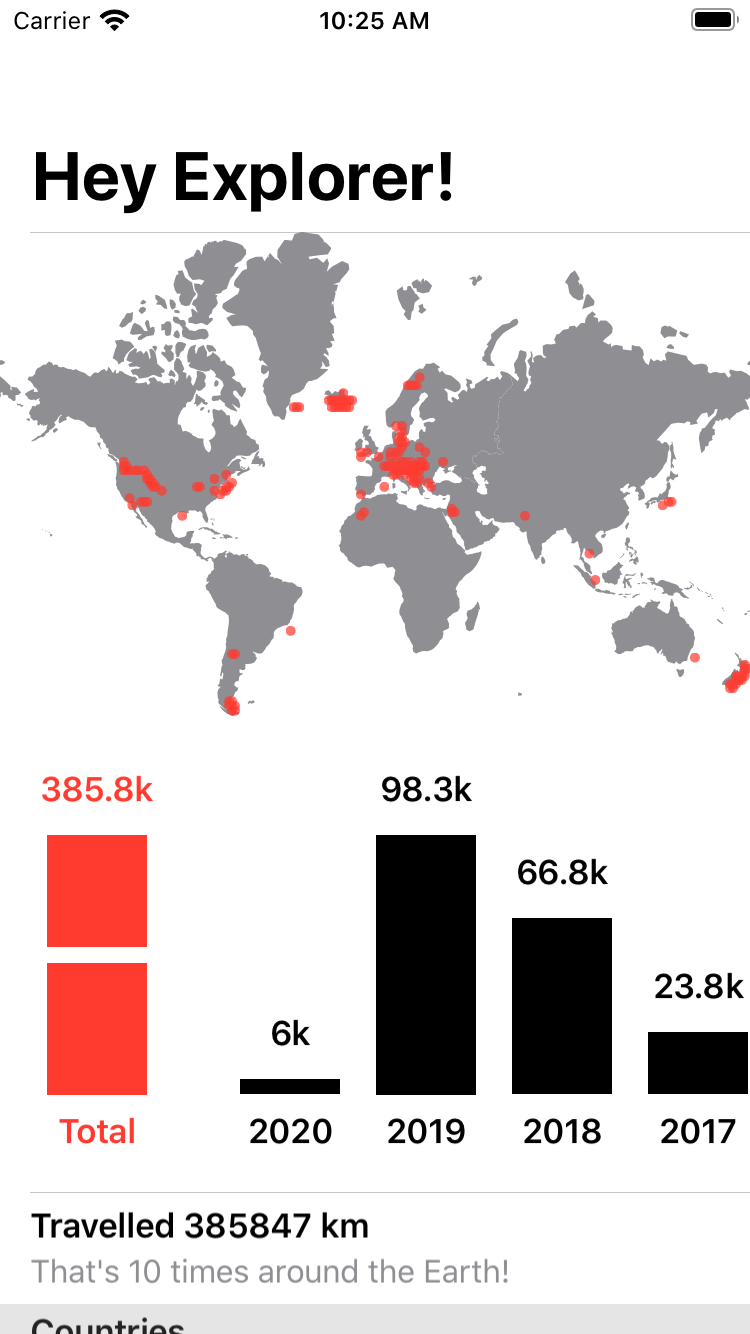 Carrier 10:25 AM
Hey Explorer!
385.8k 98.3k
66.8k
23.8k
6k
Total 2020 2019 2018 2017
Travelled 385847 km
That's 10 times around the Earth!
Countries